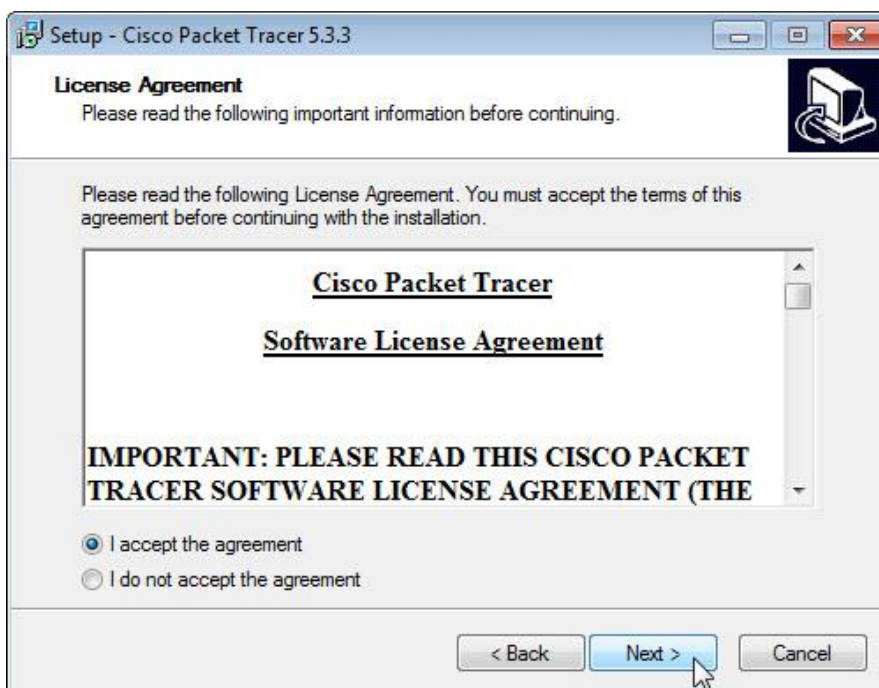 Setup - Cisco Packet Tracer 5.3.3
License Agreement
Please read the following important information before continuing.
Please read the following License Agreement. You must accept the terms of this
agreement before continuing with the installation.
Cisco Packet Tracer
Software License Agreement
IMPORTANT: PLEASE READ THIS CISCO PACKET
TRACER SOFTWARE LICENSE AGREEMENT (THE
I accept the agreement
I do not accept the agreement
< Back Next > Cancel